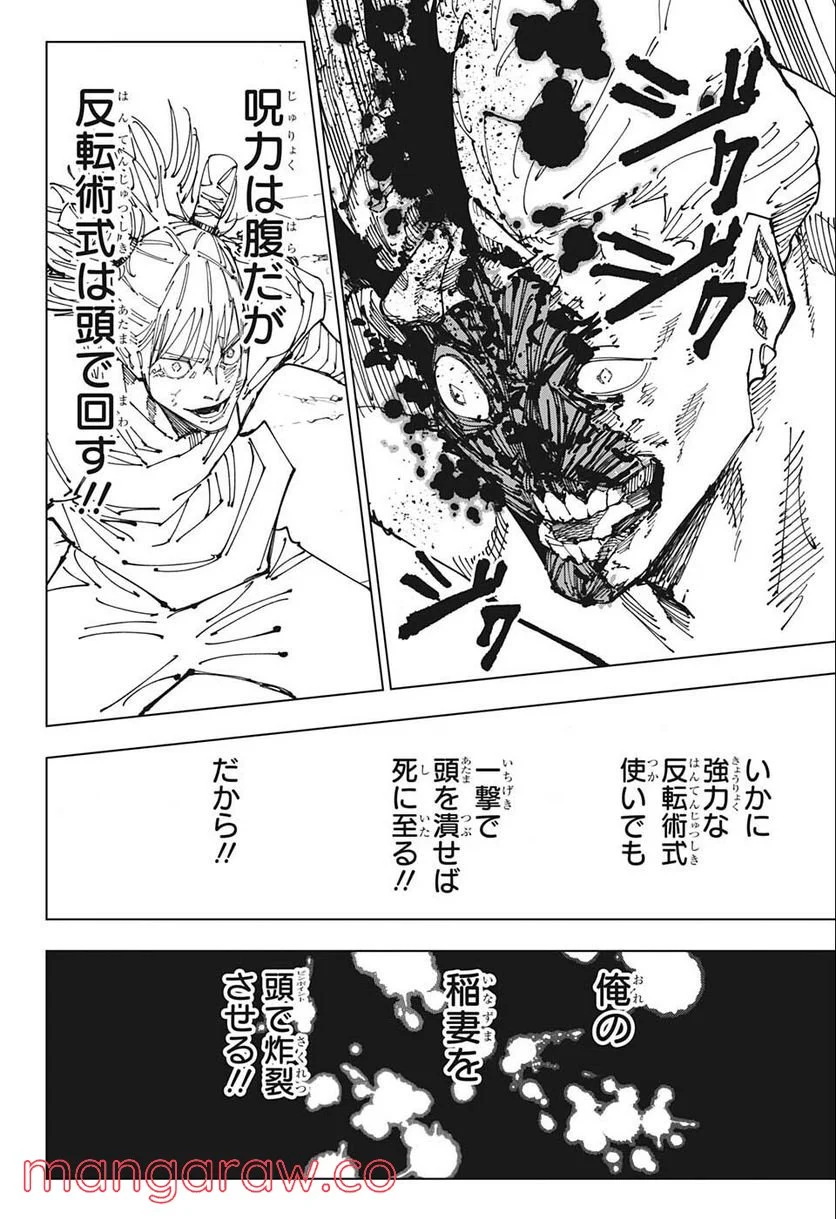 ジジジク
ジジク
呪力は腹だが
反転術式は頭で回す!!
いかに
強力な
反転術式
使いでも
一撃で
頭を潰せば
死に至る!!
だから!!
俺の
稲妻を
頭で炸裂
させる!!
mangaraw.co